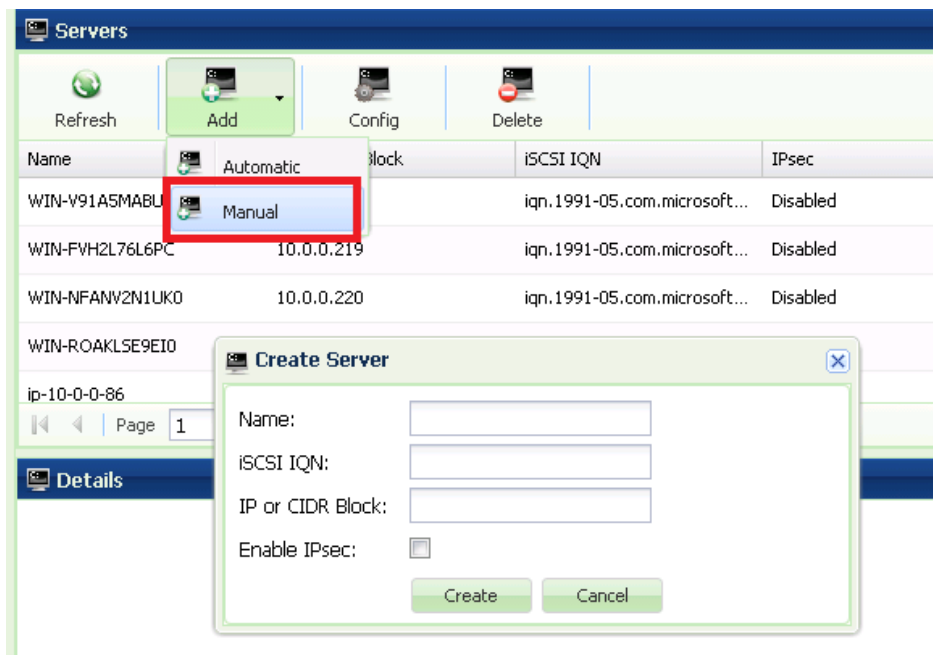 Servers
Refresh Add Config Delete
Name Block iSCSI IQN IPsec
Automatic
WIN-V91A5MABU iqn.1991-05.com.microsoft... Disabled
Manual
WIN-FVH2L76L6PC 10.0.0.219 iqn.1991-05.com.microsoft... Disabled
WIN-NFANV2N1UK0 10.0.0.220 iqn.1991-05.com.microsoft... Disabled
WIN-ROAKLSE9EI0
ip-10-0-0-86
Page 1
Create Server
Name:
iSCSI IQN:
IP or CIDR Block:
Enable IPsec:
Create Cancel
Details